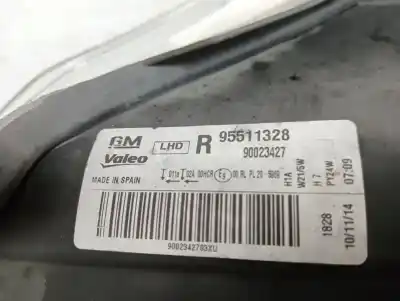 GM
Valeo
LHD
R 95511328
90023427
MADE IN SPAIN
H1A
W21/5W
H7
PY24W
07:09
1828
10/11/14